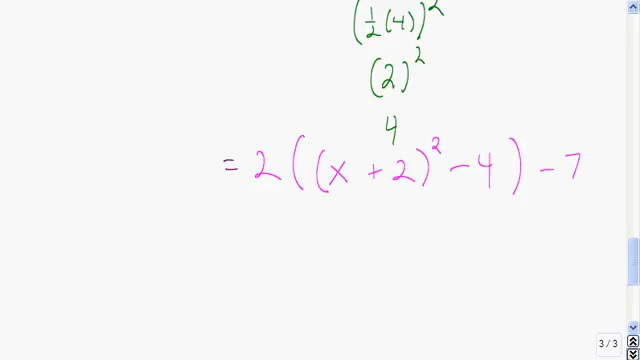 (½(4))²
(2)²
4
= 2((x + 2)² - 4) - 7
3 / 3